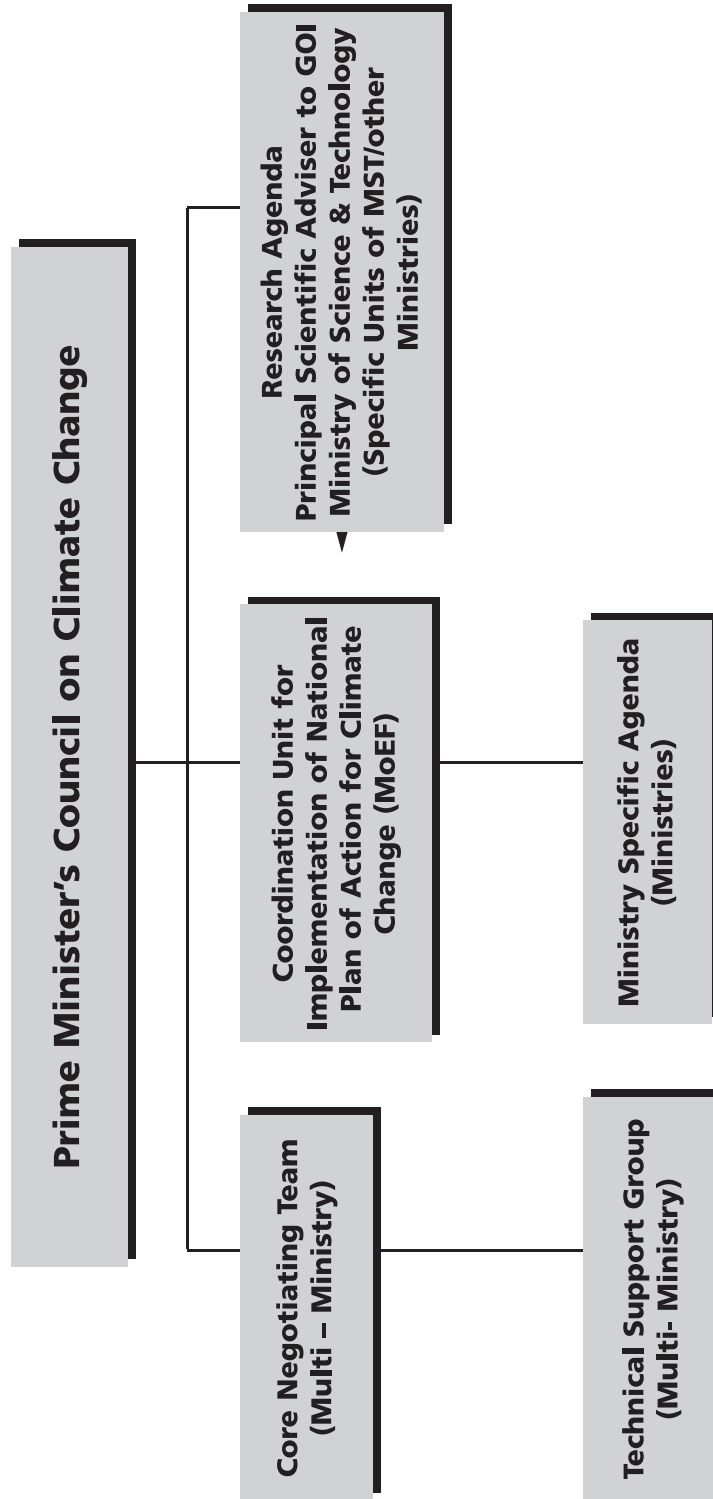 Prime Minister’s Council on Climate Change
Core Negotiating Team
(Multi – Ministry)
Coordination Unit for
Implementation of National
Plan of Action for Climate
Change (MoEF)
Research Agenda
Principal Scientific Adviser to GOI
Ministry of Science & Technology
(Specific Units of MST/other
Ministries)
Technical Support Group
(Multi- Ministry)
Ministry Specific Agenda
(Ministries)